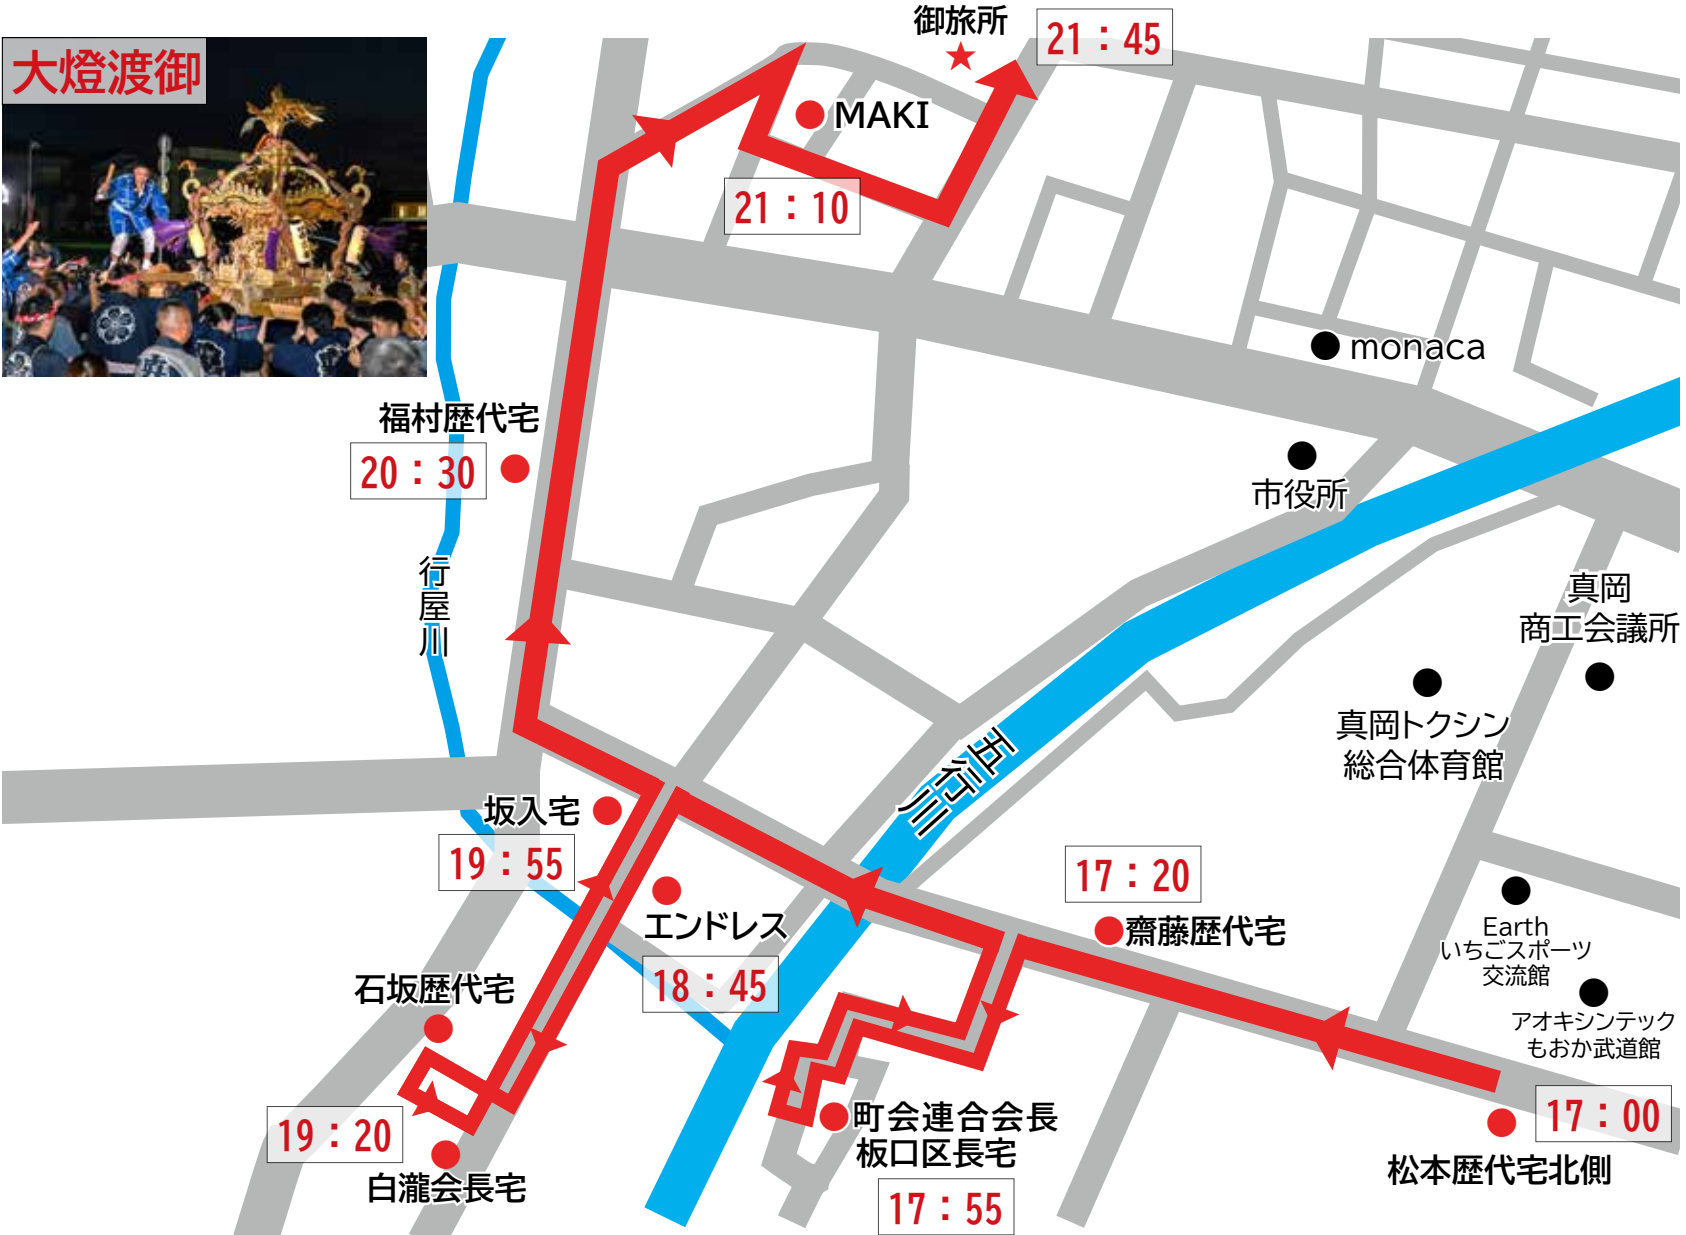 大燈渡御
御旅所
21：45
MAKI
21：10
monaca
福村歴代宅
20：30
市役所
行屋川
真岡
商工会議所
真岡トクシン
総合体育館
五行川
坂入宅
19：55
17：20
齋藤歴代宅
エンドレス
18：45
Earth
いちごスポーツ
交流館
石坂歴代宅
アオキシンテック
もおか武道館
19：20
白瀧会長宅
町会連合会長
板口区長宅
17：55
17：00
松本歴代宅北側